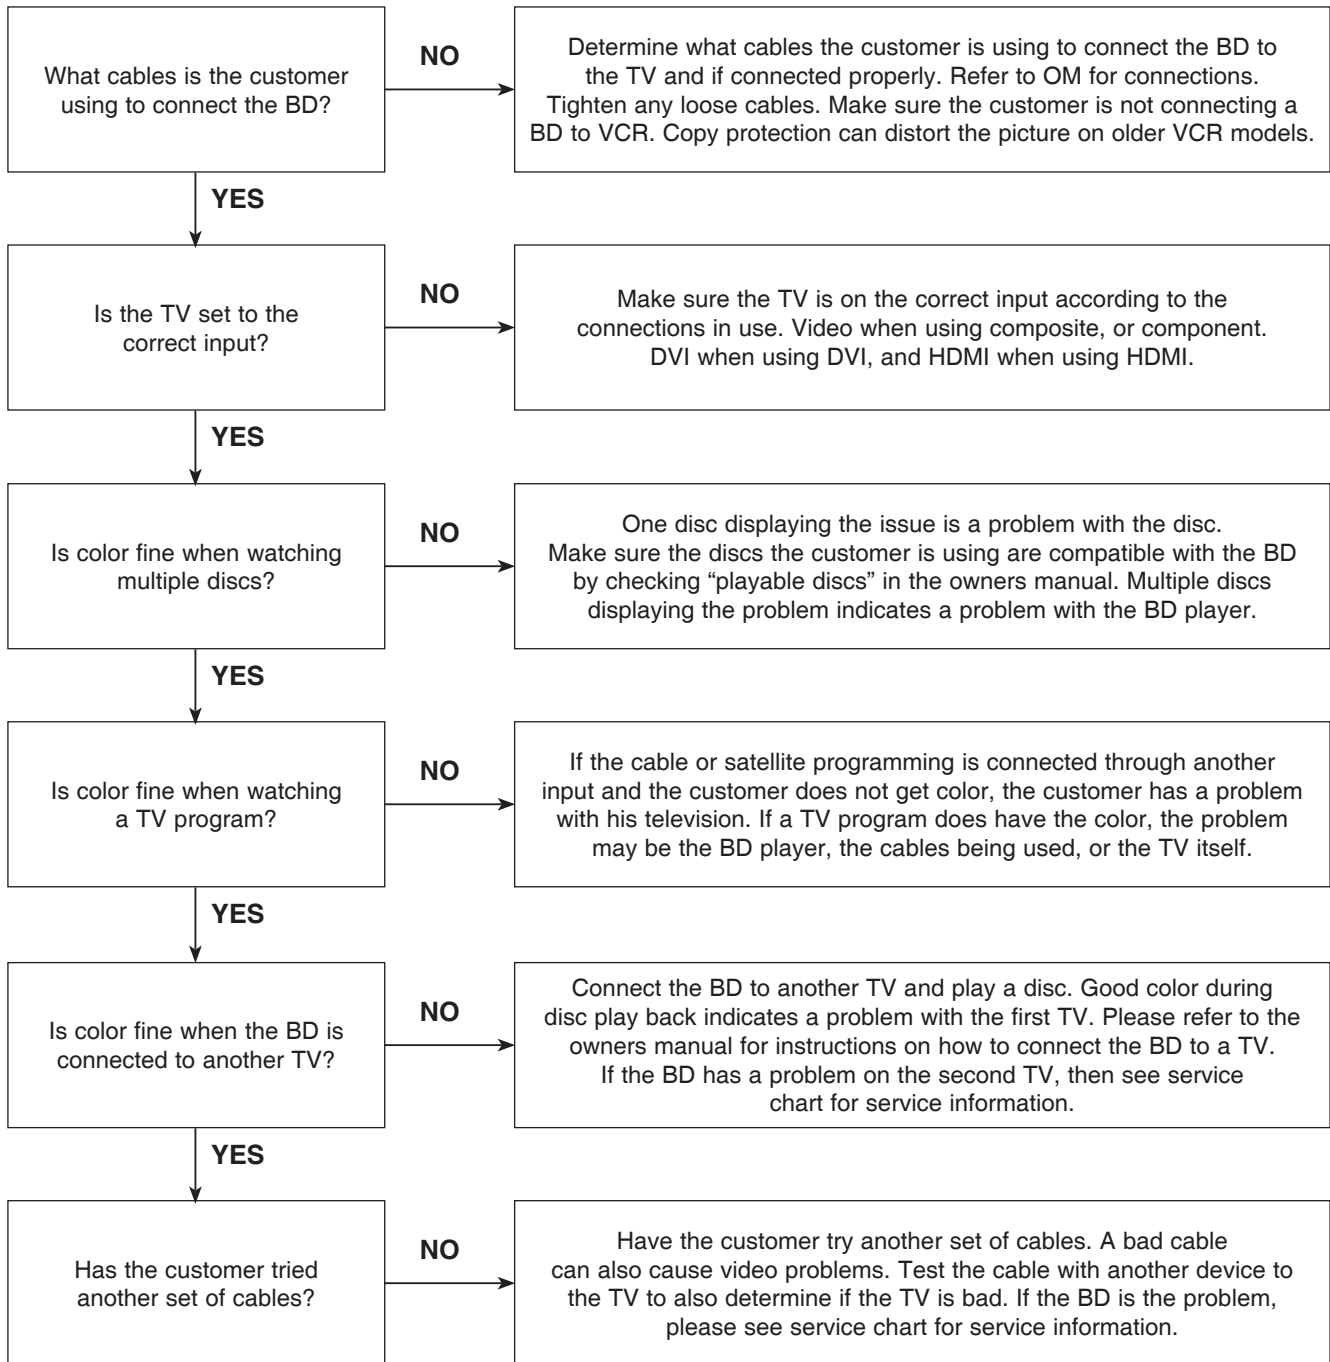 What cables is the customer
using to connect the BD?
NO
Determine what cables the customer is using to connect the BD to
the TV and if connected properly. Refer to OM for connections.
Tighten any loose cables. Make sure the customer is not connecting a
BD to VCR. Copy protection can distort the picture on older VCR models.
YES
Is the TV set to the
correct input?
NO
Make sure the TV is on the correct input according to the
connections in use. Video when using composite, or component.
DVI when using DVI, and HDMI when using HDMI.
YES
Is color fine when watching
multiple discs?
NO
One disc displaying the issue is a problem with the disc.
Make sure the discs the customer is using are compatible with the BD
by checking “playable discs” in the owners manual. Multiple discs
displaying the problem indicates a problem with the BD player.
YES
Is color fine when watching
a TV program?
NO
If the cable or satellite programming is connected through another
input and the customer does not get color, the customer has a problem
with his television. If a TV program does have the color, the problem
may be the BD player, the cables being used, or the TV itself.
YES
Is color fine when the BD is
connected to another TV?
NO
Connect the BD to another TV and play a disc. Good color during
disc play back indicates a problem with the first TV. Please refer to the
owners manual for instructions on how to connect the BD to a TV.
If the BD has a problem on the second TV, then see service
chart for service information.
YES
Has the customer tried
another set of cables?
NO
Have the customer try another set of cables. A bad cable
can also cause video problems. Test the cable with another device to
the TV to also determine if the TV is bad. If the BD is the problem,
please see service chart for service information.